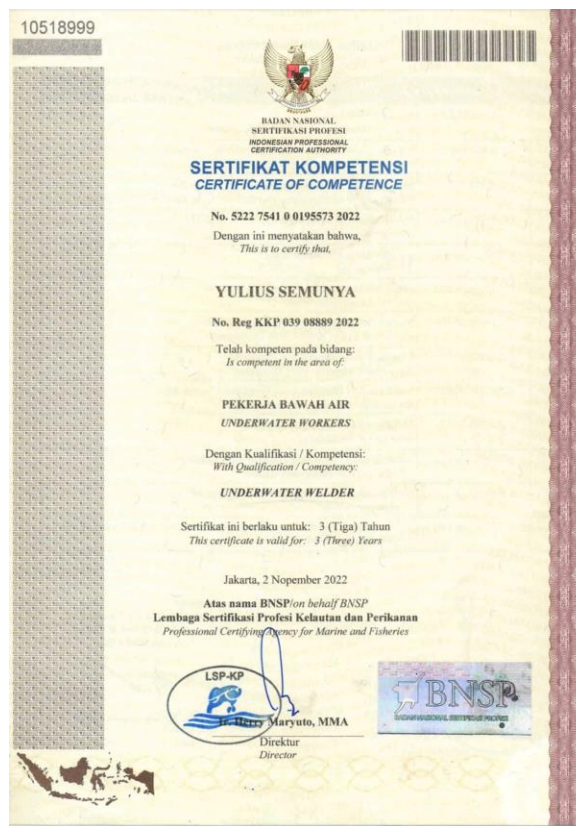 10518999
BADAN NASIONAL
SERTIFIKASI PROFESI
INDONESIAN PROFESSIONAL
CERTIFICATION AUTHORITY
SERTIFIKAT KOMPETENSI
CERTIFICATE OF COMPETENCE
No. 5222 7541 0 0195573 2022
Dengan ini menyatakan bahwa,
This is to certify that,
YULIUS SEMUNYA
No. Reg KKP 039 08889 2022
Telah kompeten pada bidang:
Is competent in the area of:
PEKERJA BAWAH AIR
UNDERWATER WORKERS
Dengan Kualifikasi / Kompetensi:
With Qualification / Competency:
UNDERWATER WELDER
Sertifikat ini berlaku untuk: 3 (Tiga) Tahun
This certificate is valid for: 3 (Three) Years
Jakarta, 2 Nopember 2022
Atas nama BNSP/on behalf BNSP
Lembaga Sertifikasi Profesi Kelautan dan Perikanan
Professional Certifying Agency for Marine and Fisheries
LSP-KP
BNSP
BADAN NASIONAL SERTIFIKASI PROFESI
Maryuto, MMA
Direktur
Director